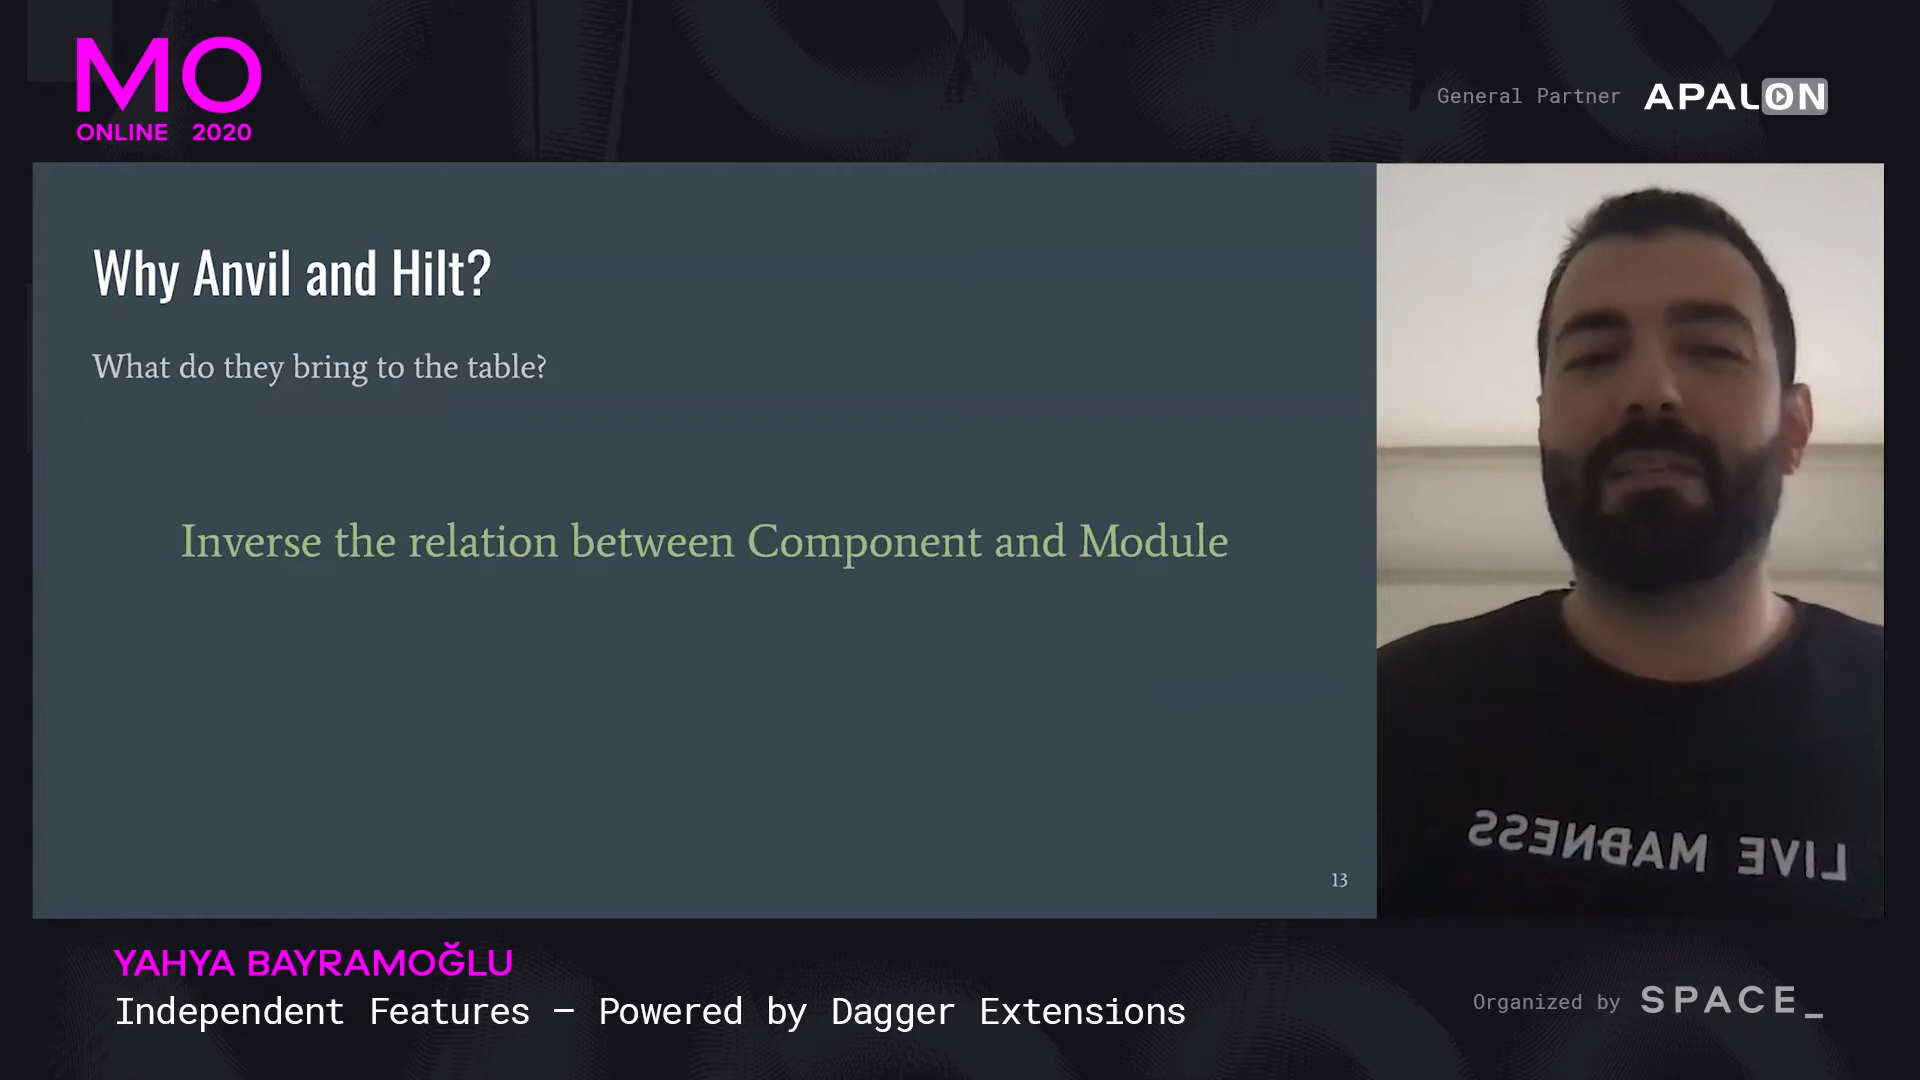 MO
ONLINE 2020
General Partner APALON
Why Anvil and Hilt?
What do they bring to the table?
Inverse the relation between Component and Module
13
LIVE MADNESS
YAHYA BAYRAMOĞLU
Independent Features — Powered by Dagger Extensions
Organized by SPACE_